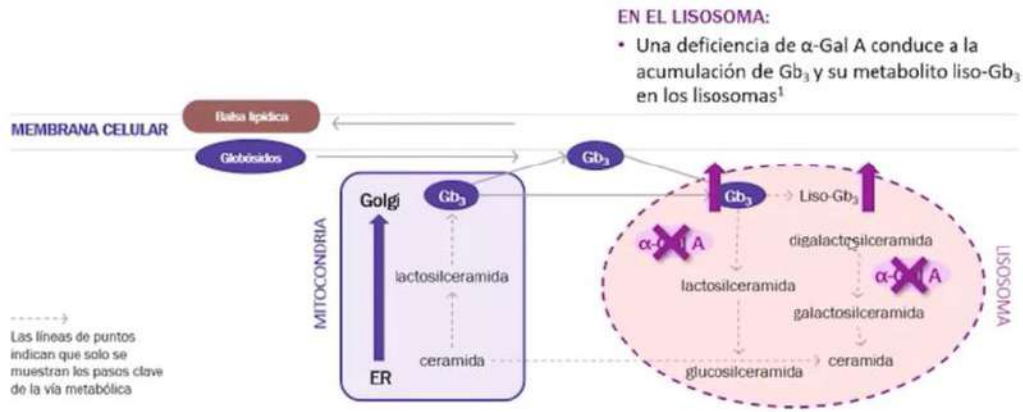 EN EL LISOSOMA:
• Una deficiencia de α-Gal A conduce a la
acumulación de Gb₃ y su metabolito liso-Gb₃
en los lisosomas¹
MEMBRANA CELULAR
Balsa lipídica
Globósidos
Gb₃
MITOCONDRIA
Golgi
Gb₃
lactosilceramida
ceramida
ER
Gb₃
Liso-Gb₃
α-Gal A
digalactosilceramida
α-Gal A
lactosilceramida
galactosilceramida
glucosilceramida
ceramida
LISOSOMA
Las líneas de puntos
indican que solo se
muestran los pasos clave
de la vía metabólica